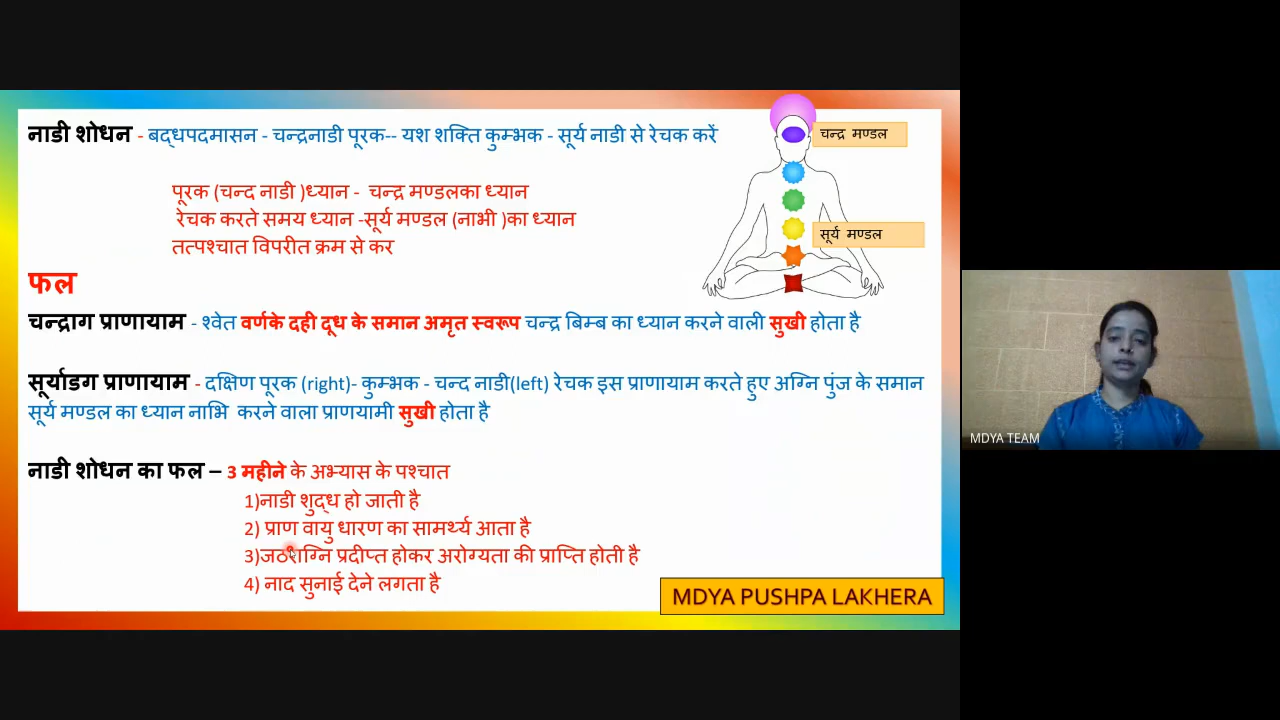 नाडी शोधन - बद्धपदमासन - चन्द्रनाडी पूरक-- यश शक्ति कुम्भक - सूर्य नाडी से रेचक करें
पूरक (चन्द नाडी )ध्यान - चन्द्र मण्डलका ध्यान
रेचक करते समय ध्यान -सूर्य मण्डल (नाभी )का ध्यान
तत्पश्चात विपरीत क्रम से कर
चन्द्र मण्डल
सूर्य मण्डल
फल
चन्द्राग प्राणायाम - श्वेत वर्णके दही दूध के समान अमृत स्वरूप चन्द्र बिम्ब का ध्यान करने वाली सुखी होता है
सूर्याडग प्राणायाम - दक्षिण पूरक (right)- कुम्भक - चन्द नाडी(left) रेचक इस प्राणायाम करते हुए अग्नि पुंज के समान
सूर्य मण्डल का ध्यान नाभि करने वाला प्राणयामी सुखी होता है
नाडी शोधन का फल – 3 महीने के अभ्यास के पश्चात
1)नाडी शुद्ध हो जाती है
2) प्राण वायु धारण का सामर्थ्य आता है
3)जठराग्नि प्रदीप्त होकर अरोग्यता की प्राप्ति होती है
4) नाद सुनाई देने लगता है
MDYA PUSHPA LAKHERA
MDYA TEAM